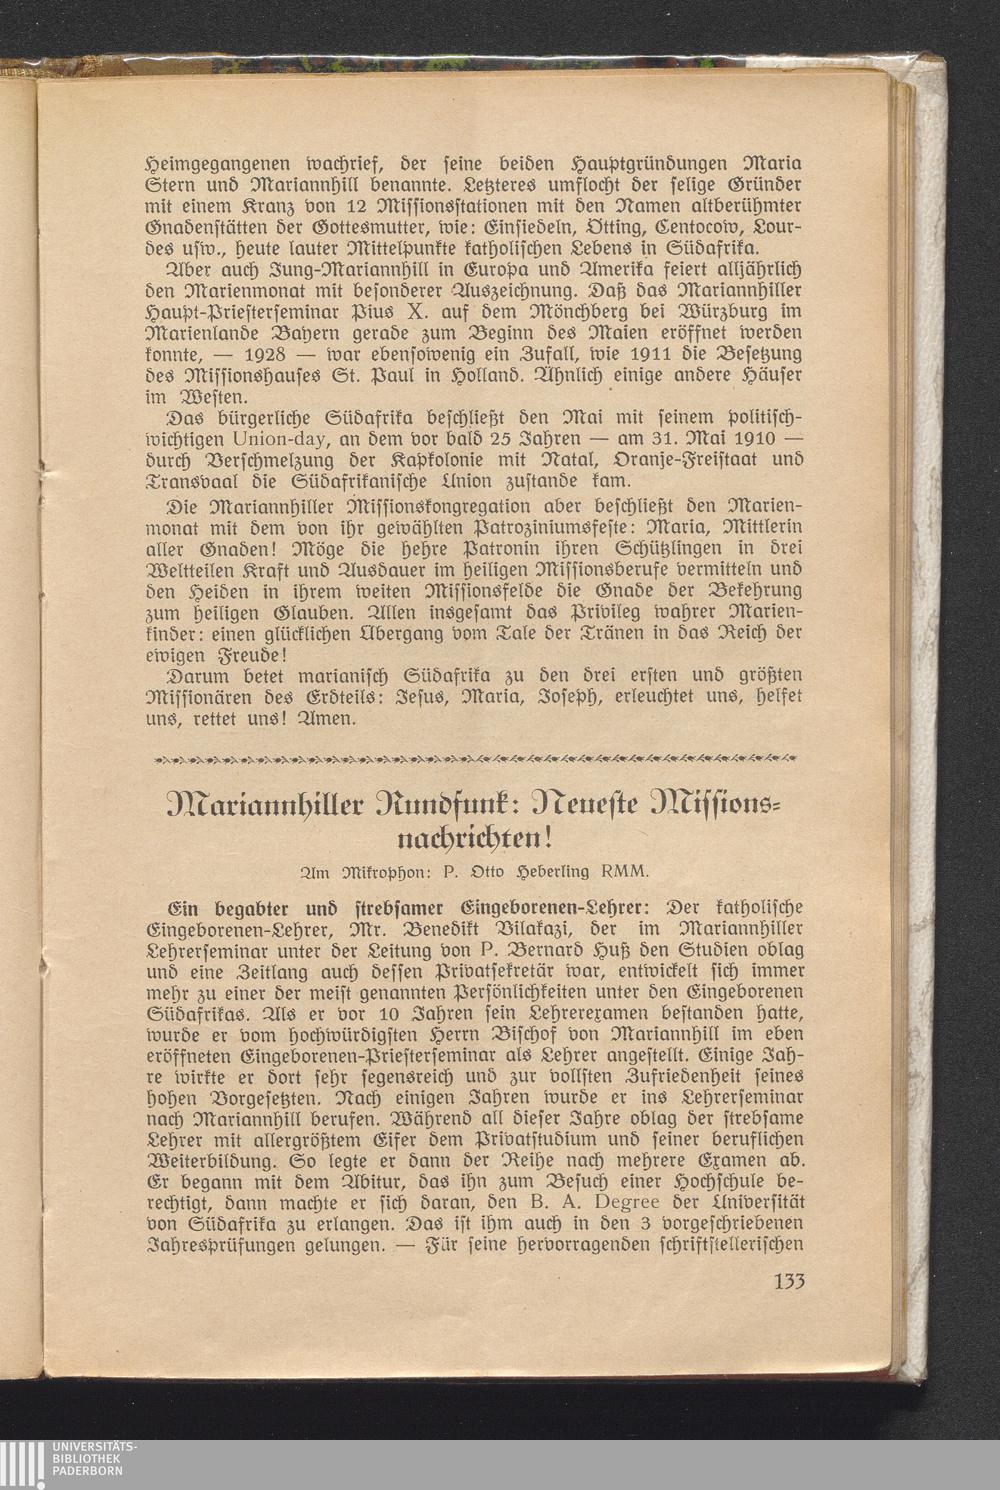 Heimgegangenen wachrief, der seine beiden Hauptgründungen Maria
Stern und Mariannhill benannte. Letzteres umflocht der selige Gründer
mit einem Kranz von 12 Missionsstationen mit den Namen altberühmter
Gnadenstätten der Gottesmutter, wie: Einsiedeln, Ötting, Centocow, Lour-
des usw., heute lauter Mittelpunkte katholischen Lebens in Südafrika.
Aber auch Jung-Mariannhill in Europa und Amerika feiert alljährlich
den Marienmonat mit besonderer Auszeichnung. Daß das Mariannhiller
Haupt-Priesterseminar Pius X. auf dem Mönchberg bei Würzburg im
Marienlande Bayern gerade zum Beginn des Maien eröffnet werden
konnte, — 1928 — war ebensowenig ein Zufall, wie 1911 die Besetzung
des Missionshauses St. Paul in Holland. Ähnlich einige andere Häuser
im Westen.
Das bürgerliche Südafrika beschließt den Mai mit seinem politisch-
wichtigen Union-day, an dem vor bald 25 Jahren — am 31. Mai 1910 —
durch Verschmelzung der Kapkolonie mit Natal, Oranje-Freistaat und
Transvaal die Südafrikanische Union zustande kam.
Die Mariannhiller Missionskongregation aber beschließt den Marien-
monat mit dem von ihr gewählten Patroziniumsfeste: Maria, Mittlerin
aller Gnaden! Möge die hehre Patronin ihren Schützlingen in drei
Weltteilen Kraft und Ausdauer im heiligen Missionsberufe vermitteln und
den Heiden in ihrem weiten Missionsfelde die Gnade der Bekehrung
zum heiligen Glauben. Allen insgesamt das Privileg wahrer Marien-
kinder: einen glücklichen Übergang vom Tale der Tränen in das Reich der
ewigen Freude!
Darum betet marianisch Südafrika zu den drei ersten und größten
Missionären des Erdteils: Jesus, Maria, Joseph, erleuchtet uns, helfet
uns, rettet uns! Amen.
Mariannhiller Rundfunk: Neueste Missions-
nachrichten!
Am Mikrophon: P. Otto Heberling RMM.
Ein begabter und strebsamer Eingeborenen-Lehrer: Der katholische
Eingeborenen-Lehrer, Mr. Benedikt Vilakazi, der im Mariannhiller
Lehrerseminar unter der Leitung von P. Bernard Huß den Studien oblag
und eine Zeitlang auch dessen Privatsekretär war, entwickelt sich immer
mehr zu einer der meist genannten Persönlichkeiten unter den Eingeborenen
Südafrikas. Als er vor 10 Jahren sein Lehrerexamen bestanden hatte,
wurde er vom hochwürdigsten Herrn Bischof von Mariannhill im eben
eröffneten Eingeborenen-Priesterseminar als Lehrer angestellt. Einige Jah-
re wirkte er dort sehr segensreich und zur vollsten Zufriedenheit seines
hohen Vorgesetzten. Nach einigen Jahren wurde er ins Lehrerseminar
nach Mariannhill berufen. Während all dieser Jahre oblag der strebsame
Lehrer mit allergrößtem Eifer dem Privatstudium und seiner beruflichen
Weiterbildung. So legte er dann der Reihe nach mehrere Examen ab.
Er begann mit dem Abitur, das ihn zum Besuch einer Hochschule be-
rechtigt, dann machte er sich daran, den B. A. Degree der Universität
von Südafrika zu erlangen. Das ist ihm auch in den 3 vorgeschriebenen
Jahresprüfungen gelungen. — Für seine hervorragenden schriftstellerischen
133
UNIVERSITÄTS-
BIBLIOTHEK
PADERBORN